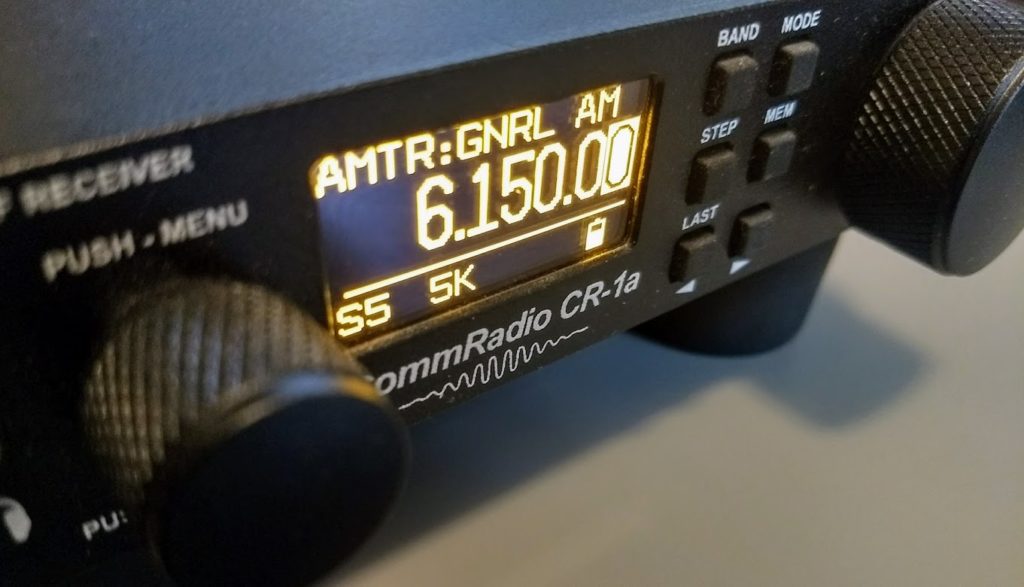 RECEIVER
PUSH - MENU
AMTR:GNRL AM
6.150.00
S5 5K
commRadio CR-1a
BAND MODE
STEP MEM
LAST